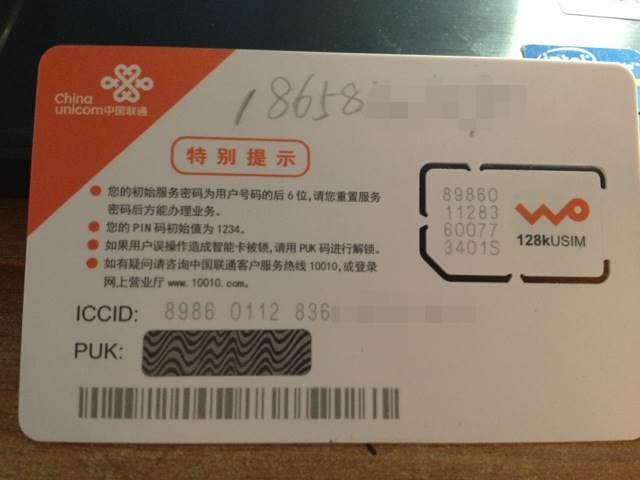 China
unicom中国联通
18658
特别提示
您的初始服务密码为用户号码的后6位,请您重置服务
密码后方能办理业务。
您的PIN码初始值为1234。
如果用户误操作造成智能卡被锁,请用PUK码进行解锁。
如有疑问请咨询中国联通客户服务热线10010,或登录
网上营业厅www.10010.com。
ICCID: 8986 0112 836
PUK:
89860
11283
60077
3401S
wo
128kUSIM
intel